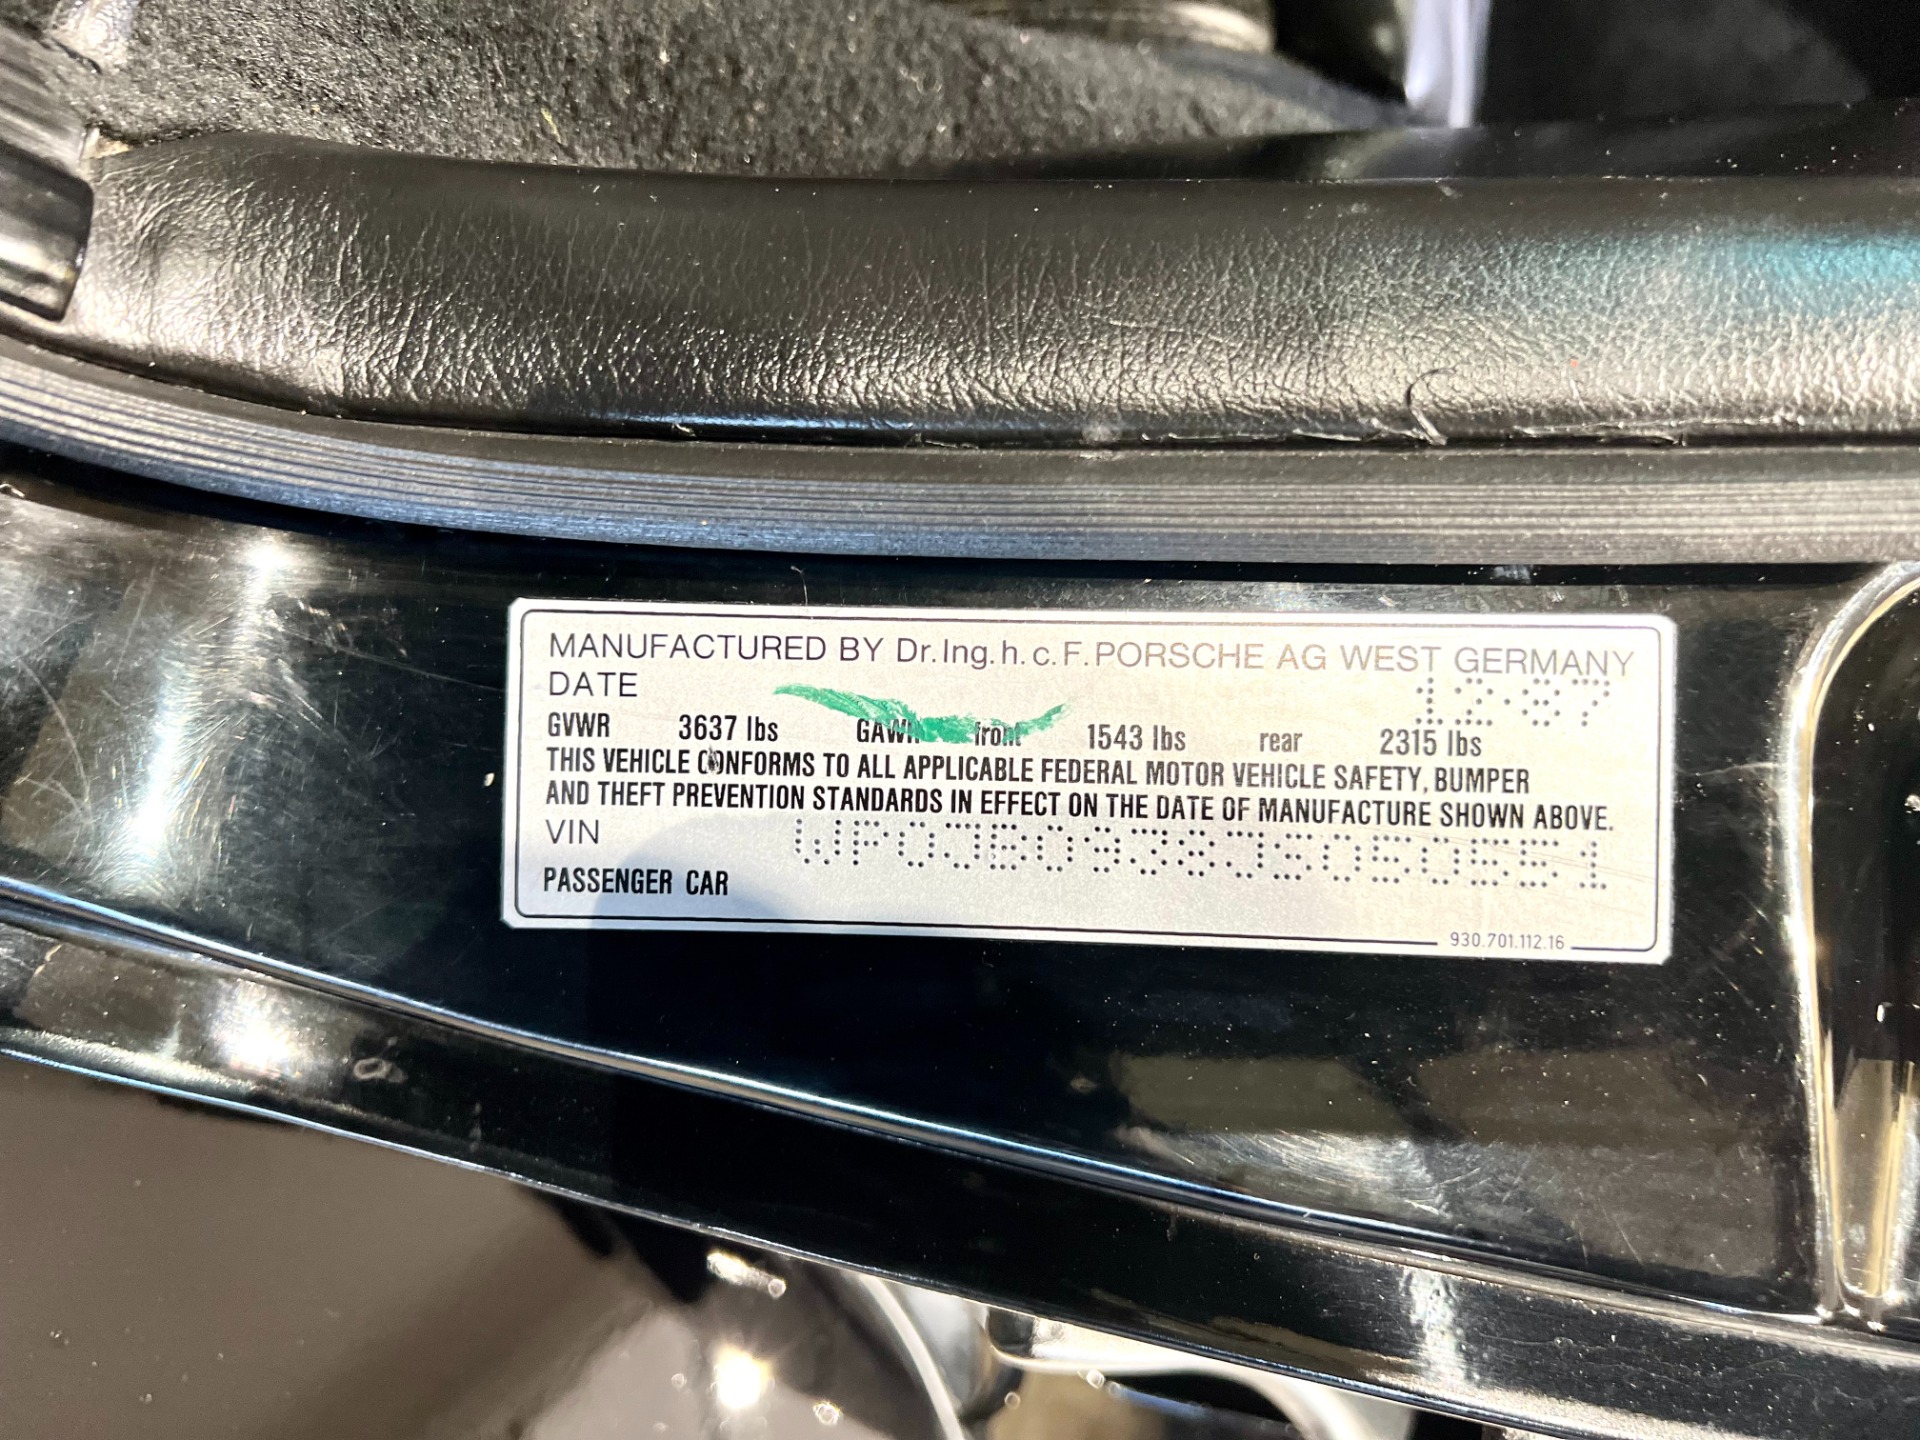 MANUFACTURED BY Dr.Ing.h.c.F.PORSCHE AG WEST GERMANY
DATE 12·87
GVWR 3637 lbs GAWR front 1543 lbs rear 2315 lbs
THIS VEHICLE CONFORMS TO ALL APPLICABLE FEDERAL MOTOR VEHICLE SAFETY, BUMPER
AND THEFT PREVENTION STANDARDS IN EFFECT ON THE DATE OF MANUFACTURE SHOWN ABOVE.
VIN WP0JB0938JS050551
PASSENGER CAR
930.701.112.16